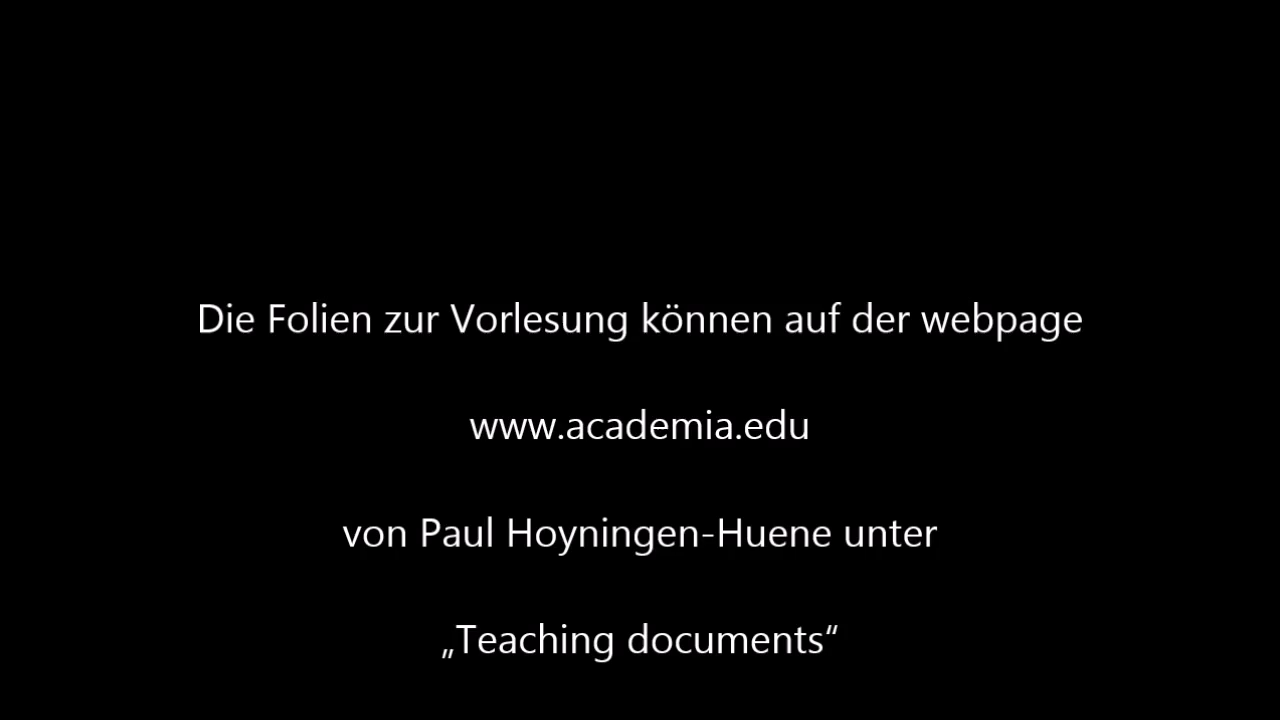 Die Folien zur Vorlesung können auf der webpage
www.academia.edu
von Paul Hoyningen-Huene unter
„Teaching documents“